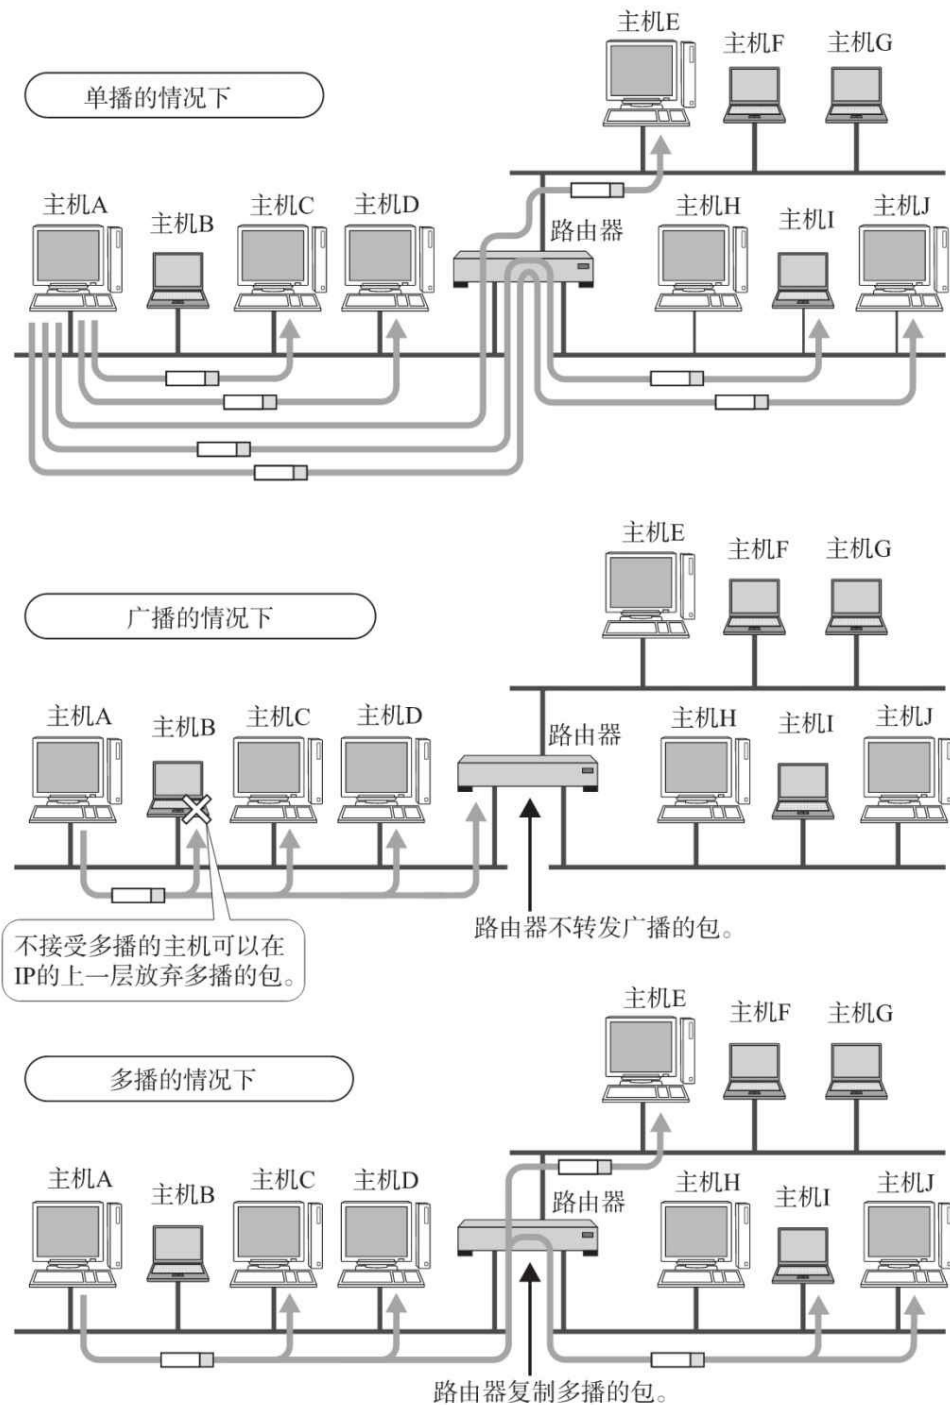 单播的情况下
主机E
主机F
主机G
主机A
主机B
主机C
主机D
路由器
主机H
主机I
主机J
广播的情况下
主机E
主机F
主机G
主机A
主机B
主机C
主机D
路由器
主机H
主机I
主机J
路由器不转发广播的包。
不接受多播的主机可以在
IP的上一层放弃多播的包。
多播的情况下
主机E
主机F
主机G
主机A
主机B
主机C
主机D
路由器
主机H
主机I
主机J
路由器复制多播的包。